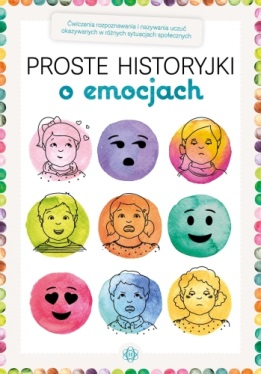 Ćwiczenia rozpoznawania i nazywania uczuć
okazywanych w różnych sytuacjach społecznych
PROSTE HISTORYJKI
o emocjach